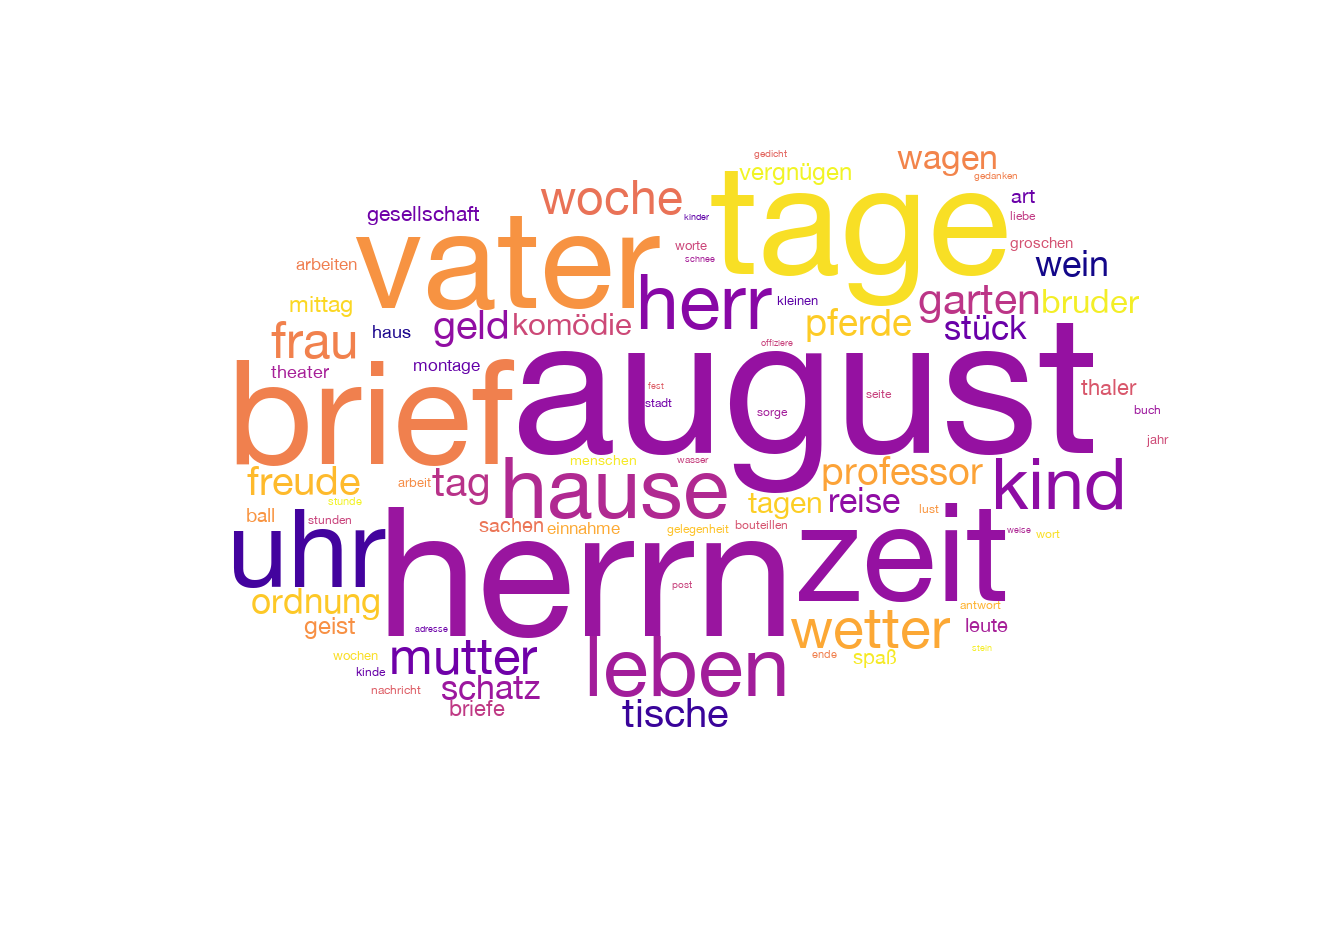 gedicht
wagen
vergnügen
gedanken
tage
woche
art
kinder
liebe
gesellschaft
vater
worte
groschen
schnee
arbeiten
wein
mittag
herr
kleinen
garten
bruder
haus
geld
komödie
pferde
stück
frau
offiziere
august
brief
montage
theater
fest
thaler
seite
stadt
sorge
buch
jahr
menschen
wasser
professor
kind
freude
arbeit
tag
hause
tagen
reise
stunde
lust
ball
stunden
sachen
einnahme
gelegenheit
bouteillen
weise
wort
uhr
herrn
zeit
post
ordnung
antwort
geist
adresse
wetter
leute
wochen
mutter
leben
ende
spaß
stein
kinde
nachricht
schatz
briefe
tische